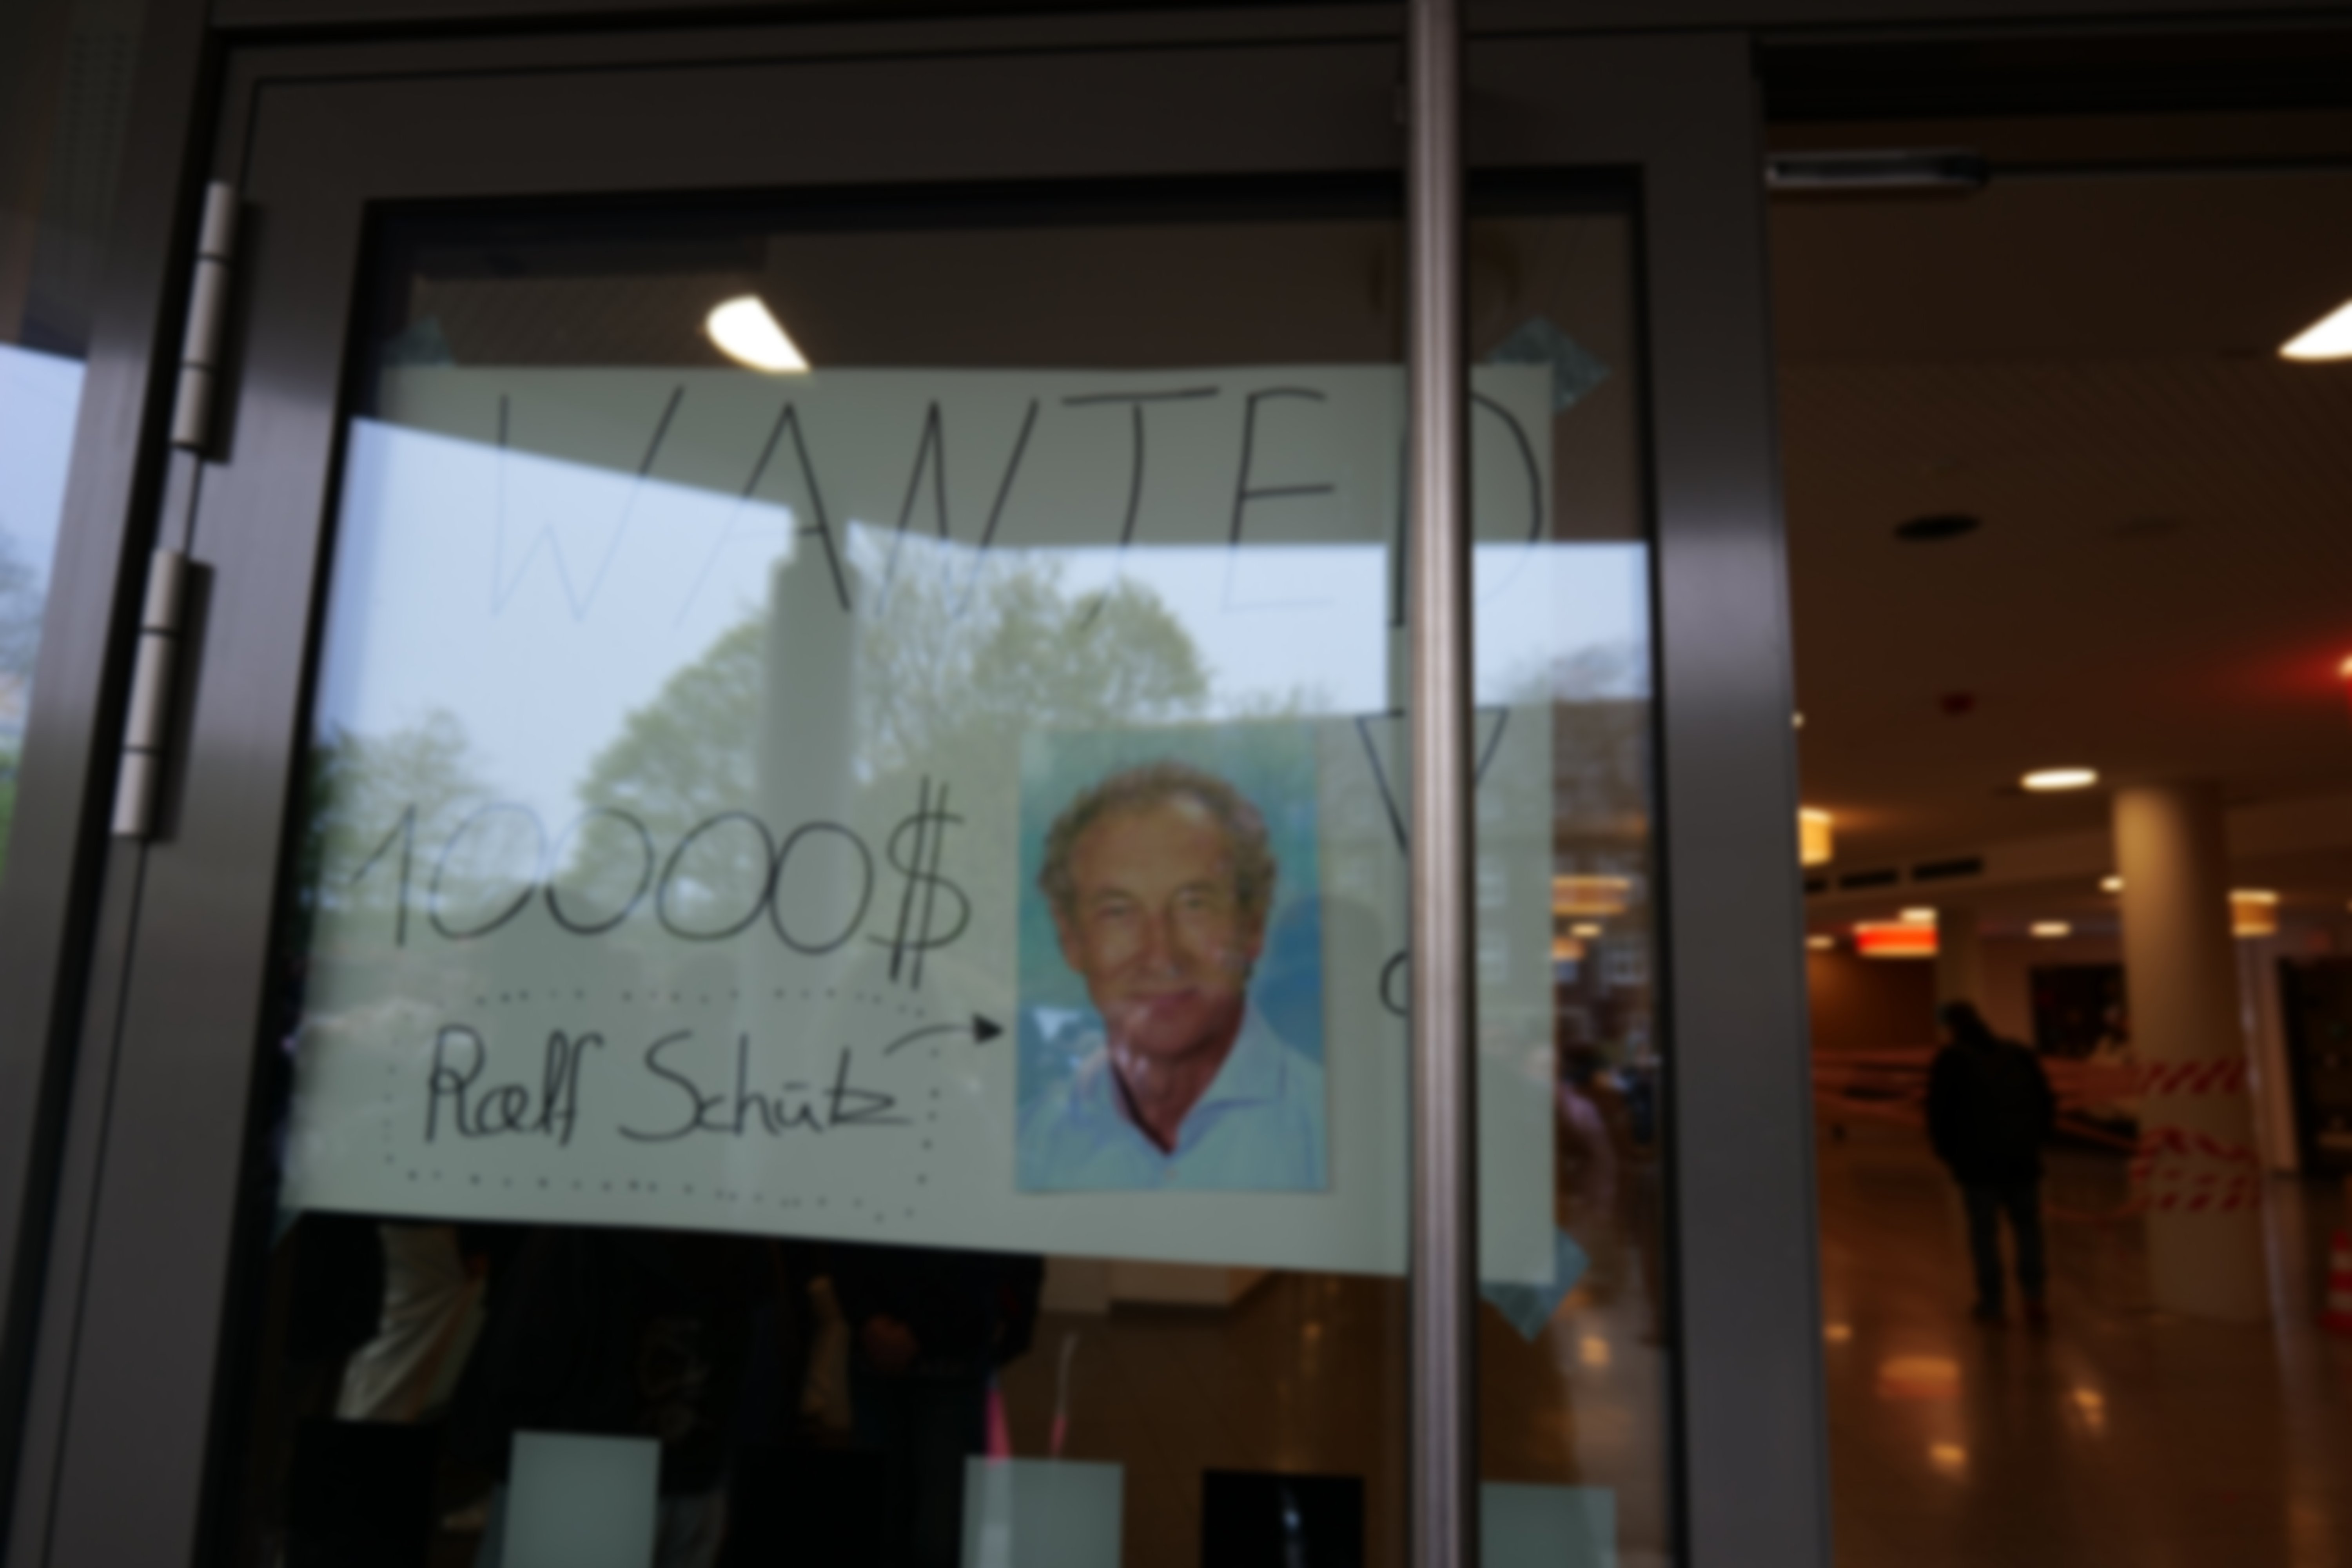 WANTED
!
10000$
Ralf Schütz